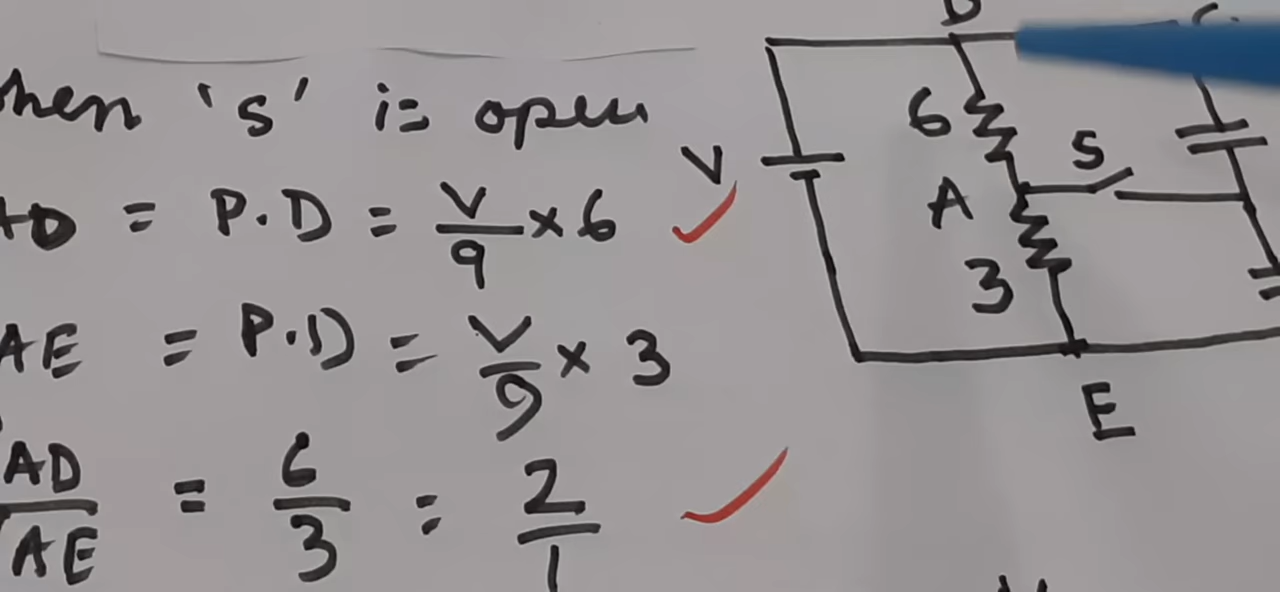 hen 's' is open
AD = P.D = V/9 × 6
AE = P.D = V/9 × 3
AD/AE = 6/3 = 2/1
D
V
6
S
A
3
E